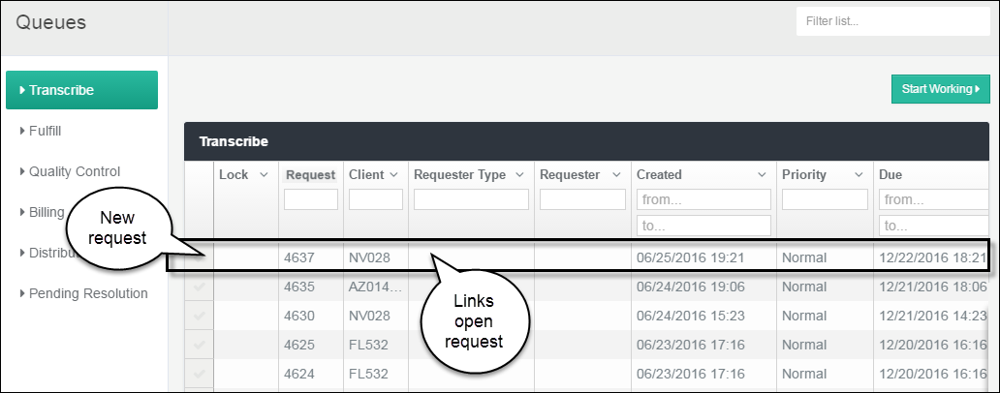 Queues
Filter list...
Transcribe
Start Working
Fulfill
Quality Control
Billing
Pending Resolution
Transcribe
Lock Request Client Requester Type Requester Created Priority Due
from... from...
to... to...
New
request
4637 NV028 06/25/2016 19:21 Normal 12/22/2016 18:21
4635 AZ014... 06/24/2016 19:06 Normal 12/21/2016 18:06
4630 NV028 06/24/2016 15:23 Normal 12/21/2016 14:23
4625 FL532 06/23/2016 17:16 Normal 12/20/2016 16:16
4624 FL532 06/23/2016 17:16 Normal 12/20/2016 16:16
Links
open
request